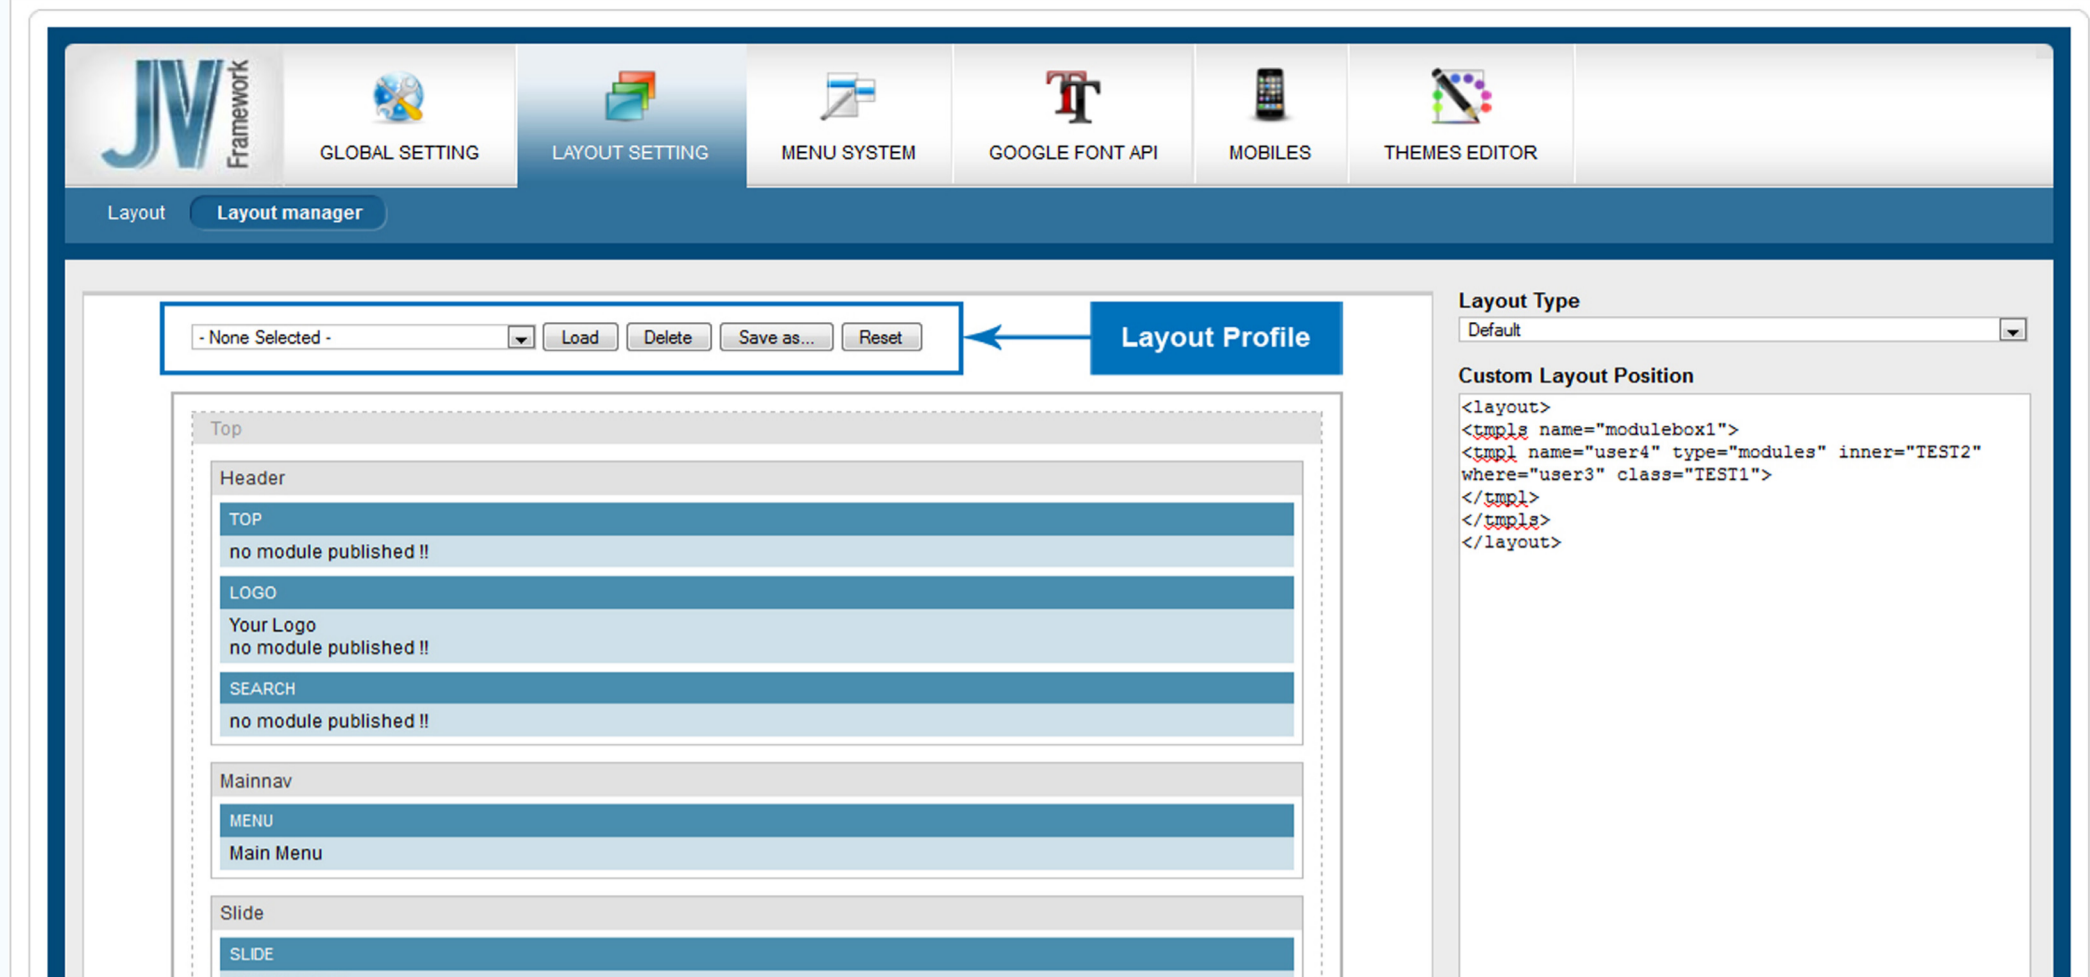 JV Framework
GLOBAL SETTING
LAYOUT SETTING
MENU SYSTEM
GOOGLE FONT API
MOBILES
THEMES EDITOR
Layout
Layout manager
- None Selected -
Load
Delete
Save as...
Reset
Layout Profile
Top
Header
TOP
no module published !!
LOGO
Your Logo
no module published !!
SEARCH
no module published !!
Mainnav
MENU
Main Menu
Slide
SLIDE
Layout Type
Default
Custom Layout Position
<layout>
<tmpls name="modulebox1">
<tmpl name="user4" type="modules" inner="TEST2"
where="user3" class="TEST1">
</tmpl>
</tmpls>
</layout>